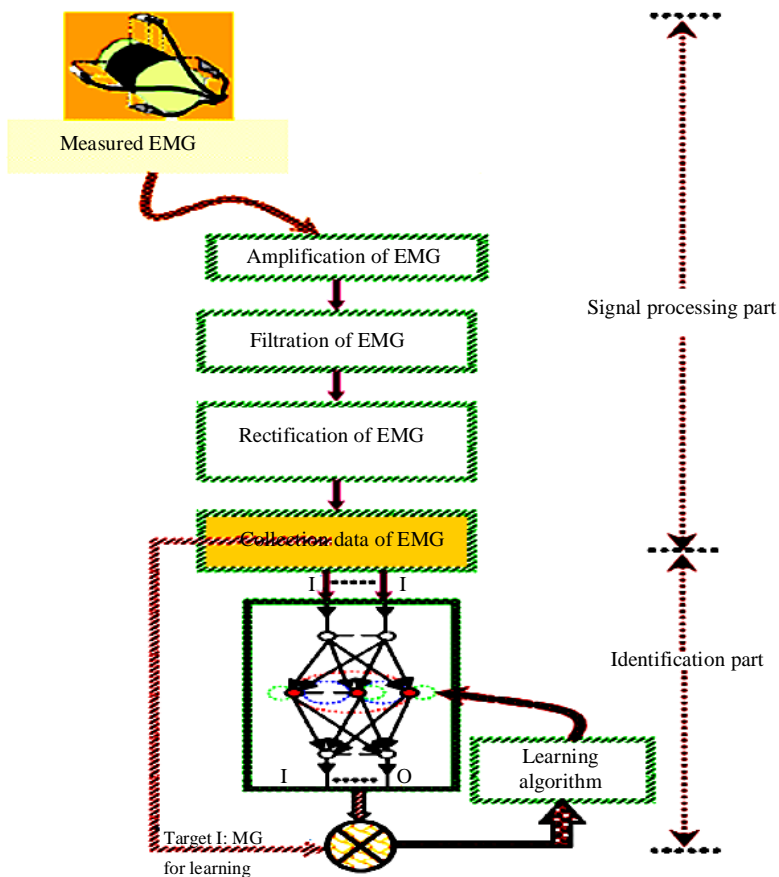 Measured EMG
Amplification of EMG
Filtration of EMG
Signal processing part
Rectification of EMG
Collection data of EMG
I I
Identification part
I O
Learning
algorithm
Target I: MG
for learning